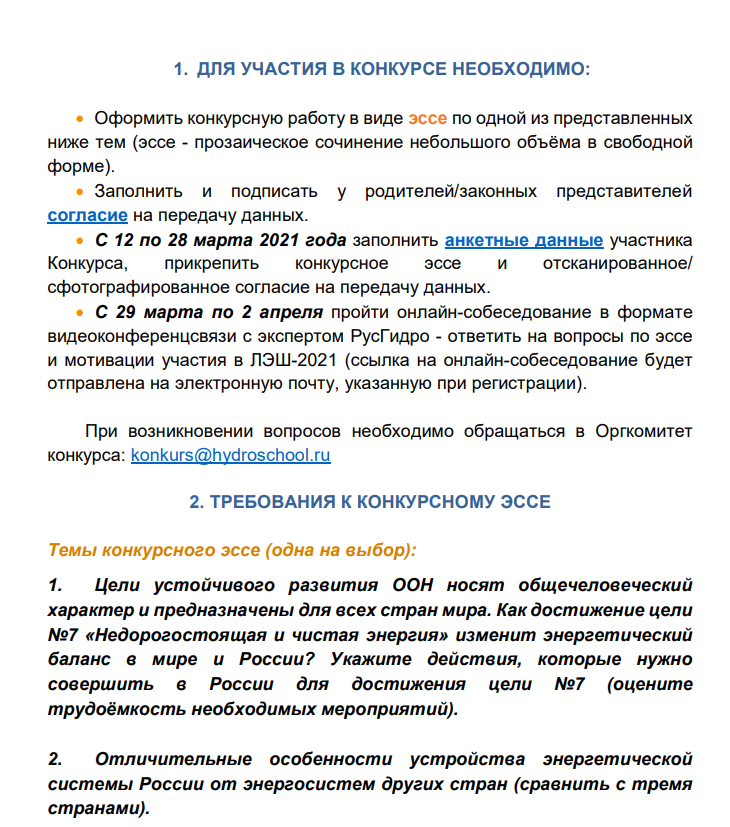 1. ДЛЯ УЧАСТИЯ В КОНКУРСЕ НЕОБХОДИМО:
• Оформить конкурсную работу в виде эссе по одной из представленных
ниже тем (эссе - прозаическое сочинение небольшого объёма в свободной
форме).
• Заполнить и подписать у родителей/законных представителей
согласие на передачу данных.
• С 12 по 28 марта 2021 года заполнить анкетные данные участника
Конкурса, прикрепить конкурсное эссе и отсканированное/
сфотографированное согласие на передачу данных.
• С 29 марта по 2 апреля пройти онлайн-собеседование в формате
видеоконференцсвязи с экспертом РусГидро - ответить на вопросы по эссе
и мотивации участия в ЛЭШ-2021 (ссылка на онлайн-собеседование будет
отправлена на электронную почту, указанную при регистрации).
При возникновении вопросов необходимо обращаться в Оргкомитет
конкурса: konkurs@hydroschool.ru
2. ТРЕБОВАНИЯ К КОНКУРСНОМУ ЭССЕ
Темы конкурсного эссе (одна на выбор):
1. Цели устойчивого развития ООН носят общечеловеческий
характер и предназначены для всех стран мира. Как достижение цели
№7 «Недорогостоящая и чистая энергия» изменит энергетический
баланс в мире и России? Укажите действия, которые нужно
совершить в России для достижения цели №7 (оцените
трудоёмкость необходимых мероприятий).
2. Отличительные особенности устройства энергетической
системы России от энергосистем других стран (сравнить с тремя
странами).